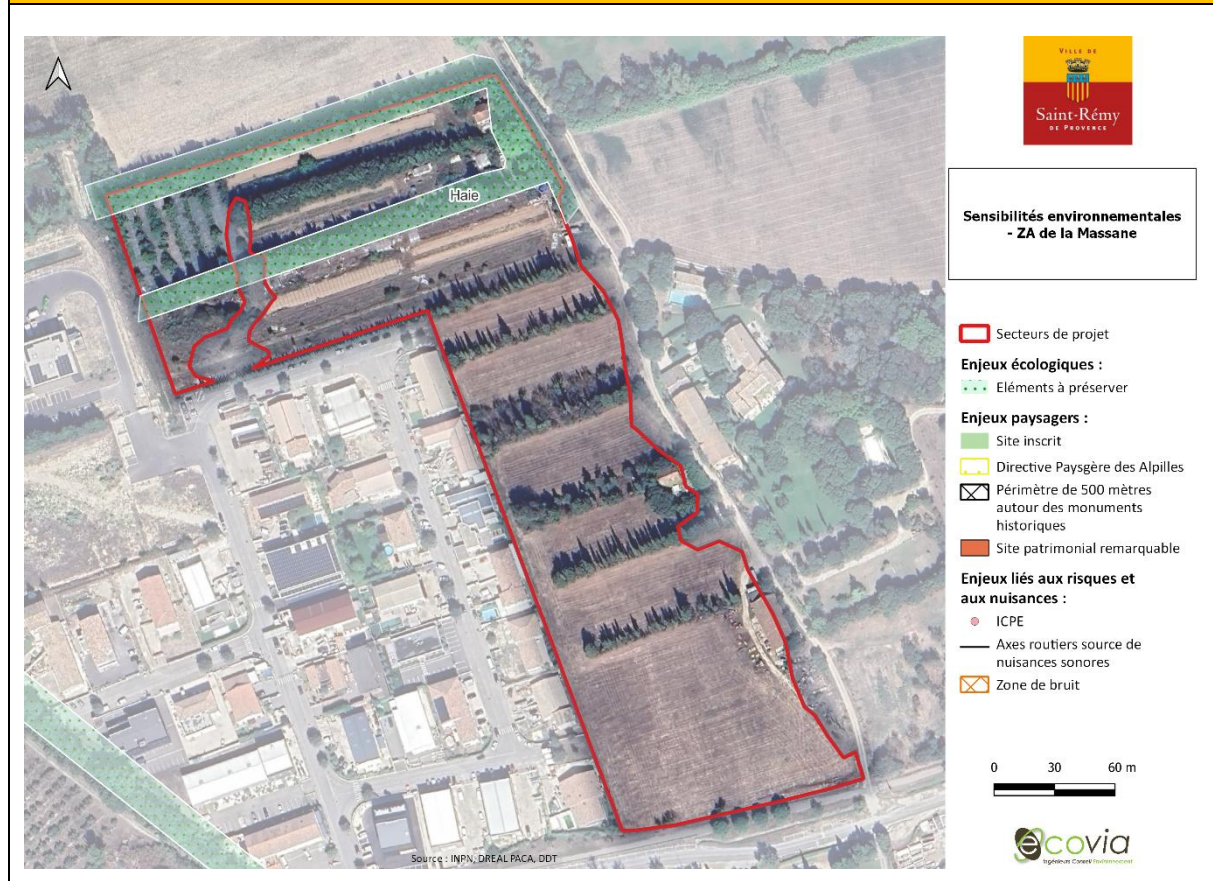 VILLE DE
Saint-Rémy
DE PROVENCE
Sensibilités environnementales
- ZA de la Massane
Haie
Secteurs de projet
Enjeux écologiques :
Eléments à préserver
Enjeux paysagers :
Site inscrit
Directive Paysgère des Alpilles
Périmètre de 500 mètres
autour des monuments
historiques
Site patrimonial remarquable
Enjeux liés aux risques et
aux nuisances :
ICPE
Axes routiers source de
nuisances sonores
Zone de bruit
0 30 60 m
ecovia
Ingénieurs Conseil Environnement
Source : INPN, DREAL PACA, DDT